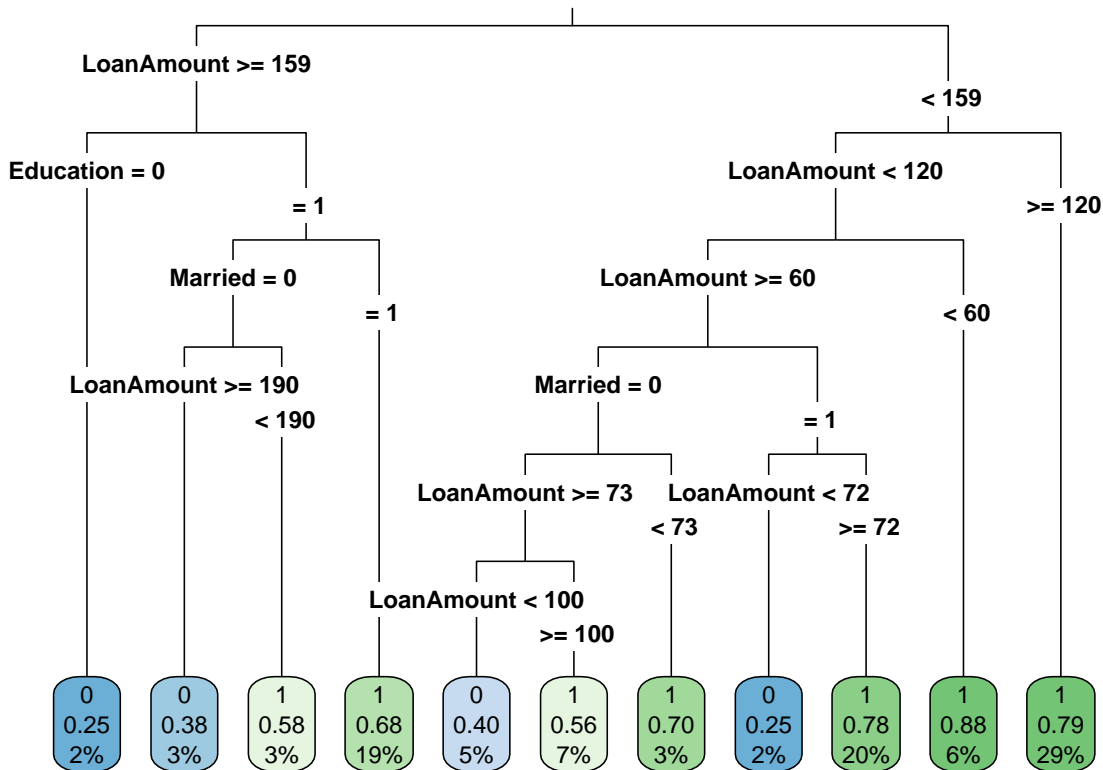 LoanAmount >= 159
< 159
Education = 0
= 1
LoanAmount < 120
>= 120
Married = 0
= 1
LoanAmount >= 60
< 60
LoanAmount >= 190
< 190
Married = 0
= 1
LoanAmount >= 73
< 73
LoanAmount < 72
>= 72
LoanAmount < 100
>= 100
0 0 1 1 0 1 1 0 1 1 1
0.25 0.38 0.58 0.68 0.40 0.56 0.70 0.25 0.78 0.88 0.79
2% 3% 3% 19% 5% 7% 3% 2% 20% 6% 29%